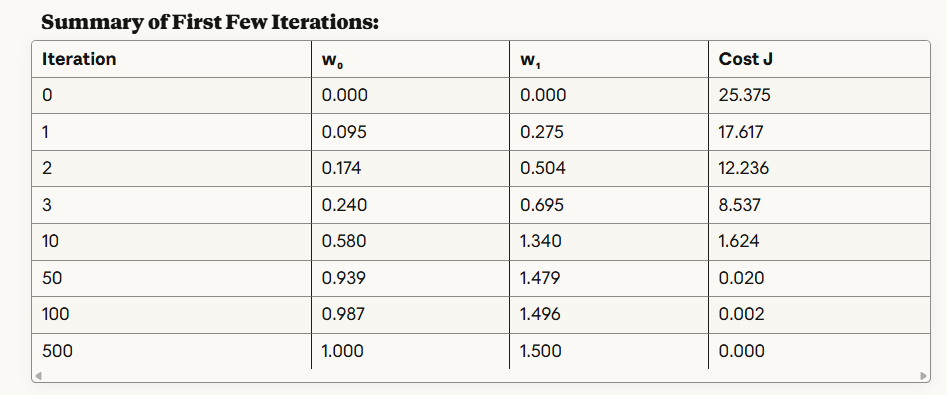 Summary of First Few Iterations:
Iteration w₀ w₁ Cost J
0 0.000 0.000 25.375
1 0.095 0.275 17.617
2 0.174 0.504 12.236
3 0.240 0.695 8.537
10 0.580 1.340 1.624
50 0.939 1.479 0.020
100 0.987 1.496 0.002
500 1.000 1.500 0.000